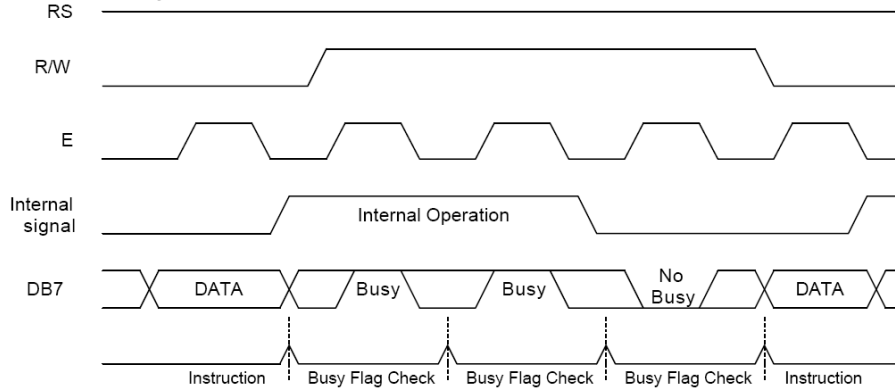 RS
R/W
E
Internal
signal
Internal Operation
DB7
DATA
Busy
Busy
No
Busy
DATA
Instruction
Busy Flag Check
Busy Flag Check
Busy Flag Check
Instruction